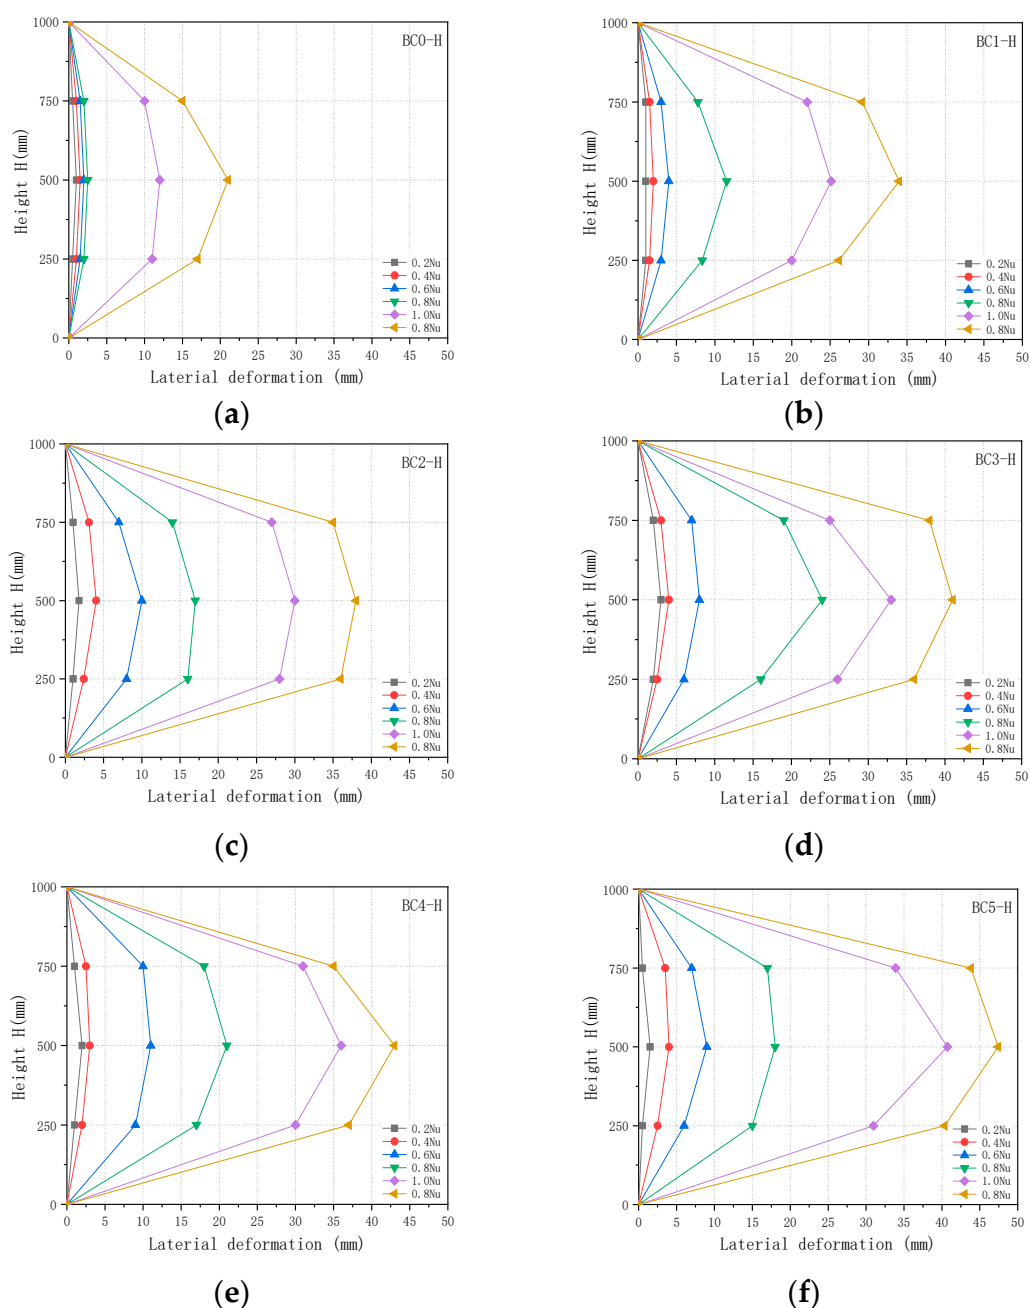 BC0-H
1000
750
500
250
0
Height H(mm)
0.2Nu
0.4Nu
0.6Nu
0.8Nu
1.0Nu
0.8Nu
0 5 10 15 20 25 30 35 40 45 50
Laterial deformation (mm)
(a)
BC1-H
1000
750
500
250
0
Height H(mm)
0.2Nu
0.4Nu
0.6Nu
0.8Nu
1.0Nu
0.8Nu
0 5 10 15 20 25 30 35 40 45 50
Laterial deformation (mm)
(b)
BC2-H
1000
750
500
250
0
Height H(mm)
0.2Nu
0.4Nu
0.6Nu
0.8Nu
1.0Nu
0.8Nu
0 5 10 15 20 25 30 35 40 45 50
Laterial deformation (mm)
(c)
BC3-H
1000
750
500
250
0
Height H(mm)
0.2Nu
0.4Nu
0.6Nu
0.8Nu
1.0Nu
0.8Nu
0 5 10 15 20 25 30 35 40 45 50
Laterial deformation (mm)
(d)
BC4-H
1000
750
500
250
0
Height H(mm)
0.2Nu
0.4Nu
0.6Nu
0.8Nu
1.0Nu
0.8Nu
0 5 10 15 20 25 30 35 40 45 50
Laterial deformation (mm)
(e)
BC5-H
1000
750
500
250
0
Height H(mm)
0.2Nu
0.4Nu
0.6Nu
0.8Nu
1.0Nu
0.8Nu
0 5 10 15 20 25 30 35 40 45 50
Laterial deformation (mm)
(f)